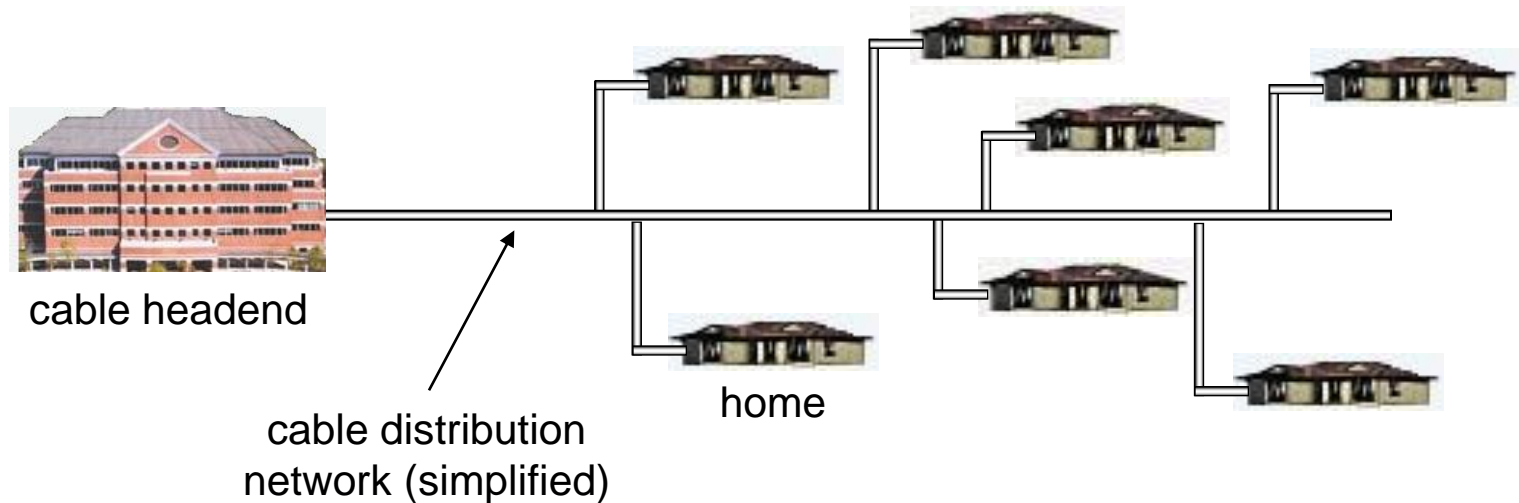 cable headend
home
cable distribution
network (simplified)